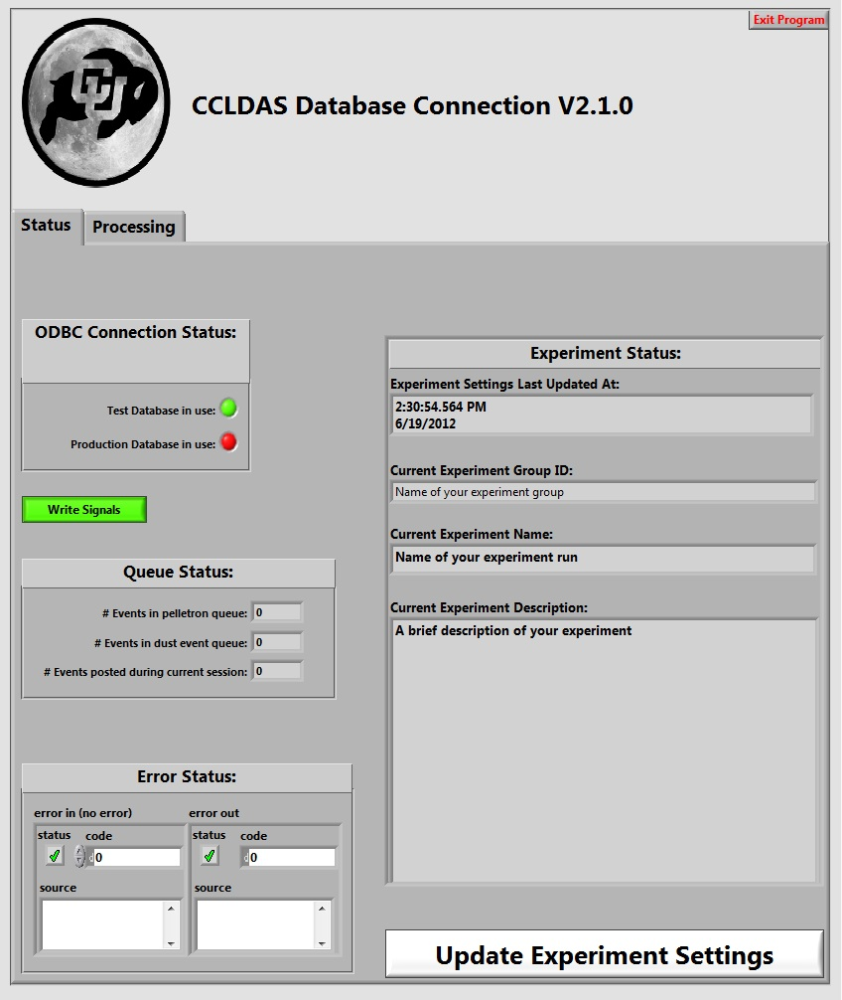 Exit Program
CU
CCLDAS Database Connection V2.1.0
Status
Processing
ODBC Connection Status:
Test Database in use:
Production Database in use:
Write Signals
Queue Status:
# Events in pelletron queue: 0
# Events in dust event queue: 0
# Events posted during current session: 0
Error Status:
error in (no error)
status code
d 0
source
error out
status code
d 0
source
Experiment Status:
Experiment Settings Last Updated At:
2:30:54.564 PM
6/19/2012
Current Experiment Group ID:
Name of your experiment group
Current Experiment Name:
Name of your experiment run
Current Experiment Description:
A brief description of your experiment
Update Experiment Settings